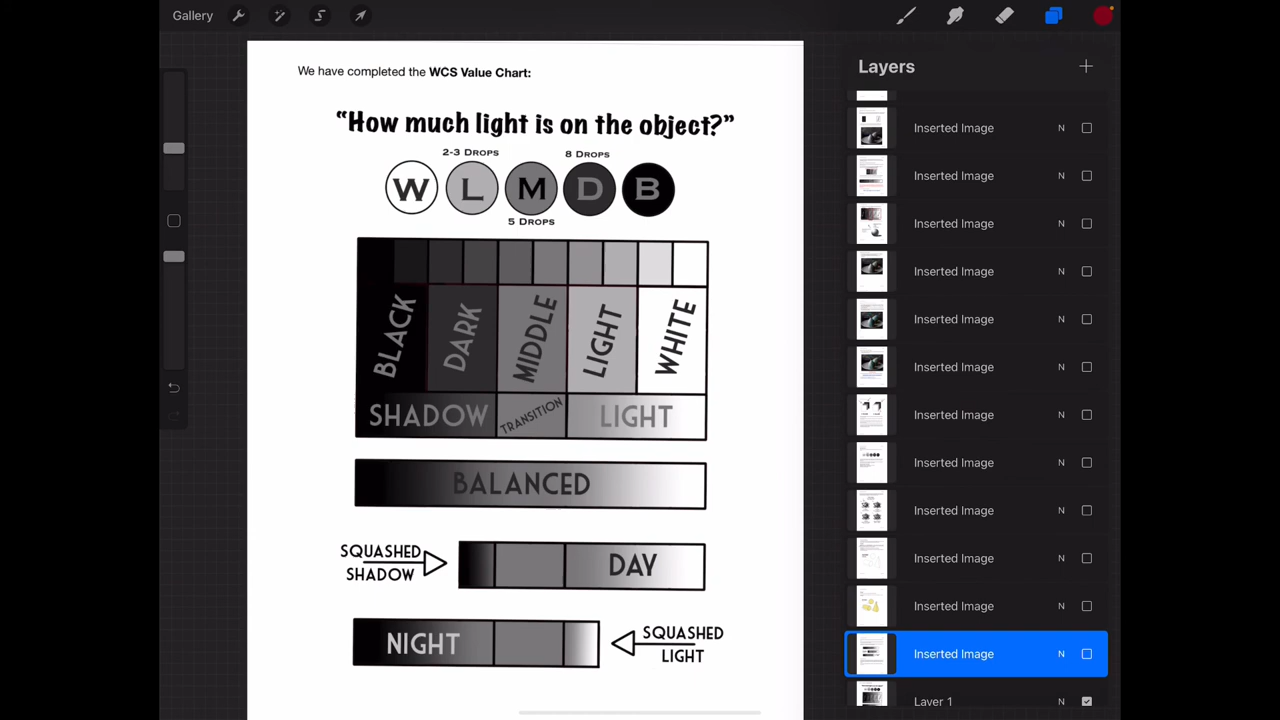 Gallery
We have completed the WCS Value Chart:
“How much light is on the object?”
2-3 DROPS
8 DROPS
W L M D B
5 DROPS
BLACK DARK MIDDLE LIGHT WHITE
SHADOW TRANSITION LIGHT
BALANCED
SQUASHED
SHADOW
DAY
NIGHT
SQUASHED
LIGHT
Layers
Inserted Image N
Inserted Image N
Inserted Image N
Inserted Image N
Inserted Image N
Inserted Image N
Inserted Image N
Inserted Image N
Inserted Image N
Inserted Image N
Inserted Image N
Inserted Image N
Layer 1 N